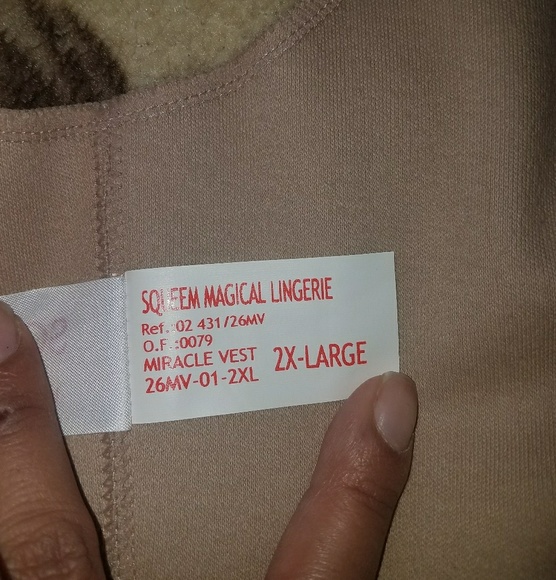 SQUEEM MAGICAL LINGERIE
Ref.:02 431/26MV
O.F.:0079
MIRACLE VEST 2X-LARGE
26MV-01-2XL